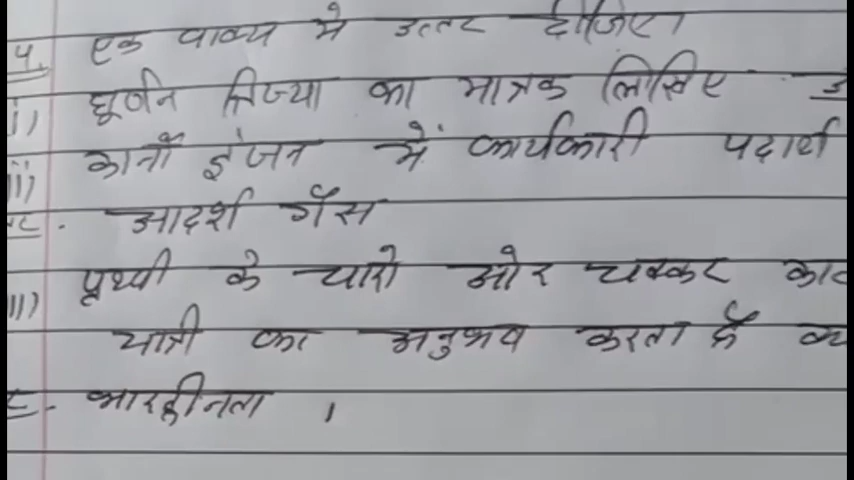 4. एक वाक्य मे उत्तर दीजिए।
i) घूर्णन त्रिज्या का मात्रक लिखिए
ii) कार्नो इंजन में कार्यकारी पदार्थ
आदर्श गैस
iii) पृथ्वी के चारो ओर चक्कर
यात्री का अनुभव करता है
भारहीनता ।